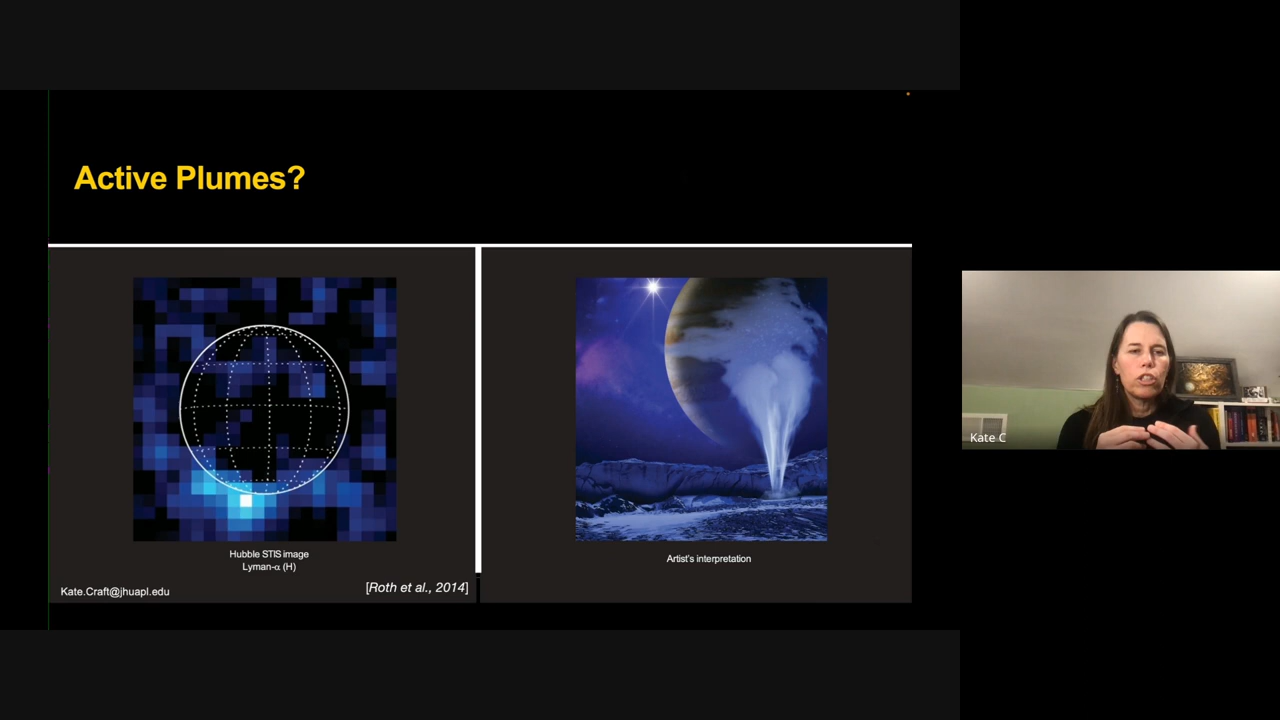 Active Plumes?
Hubble STIS image
Lyman-α (H)
Artist's interpretation
Kate.Craft@jhuapl.edu
[Roth et al., 2014]
Kate C